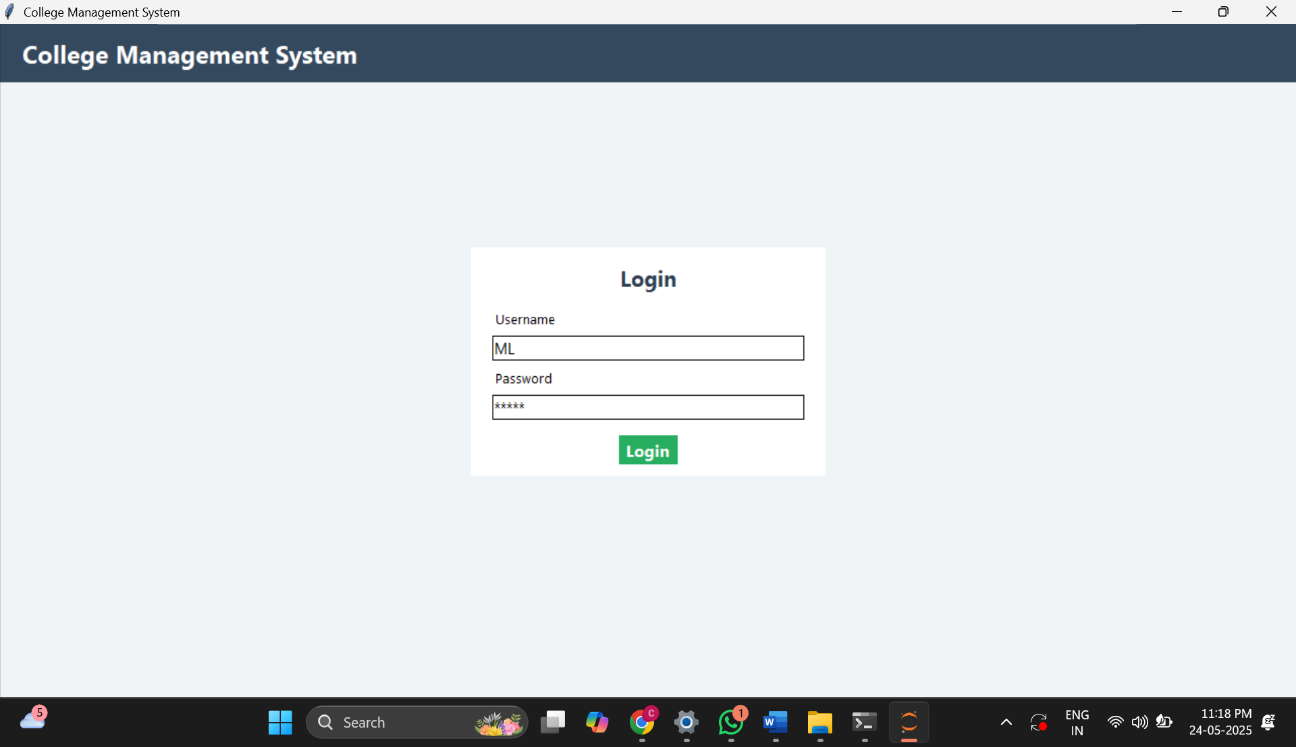 College Management System
College Management System
Login
Username
ML
Password
*****
Login
5
Search
C
1
W
ENG
IN
11:18 PM
24-05-2025